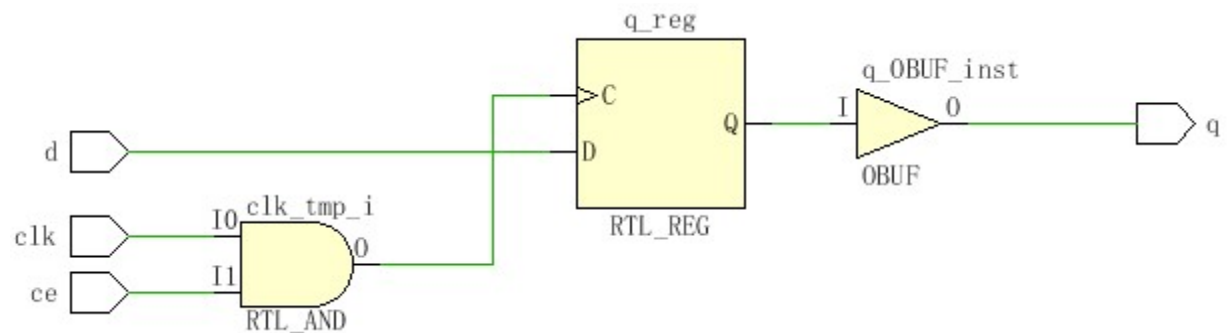 q_reg
q_OBUF_inst
C
I
O
Q
q
d
D
OBUF
clk_tmp_i
RTL_REG
clk
I0
O
ce
I1
RTL_AND